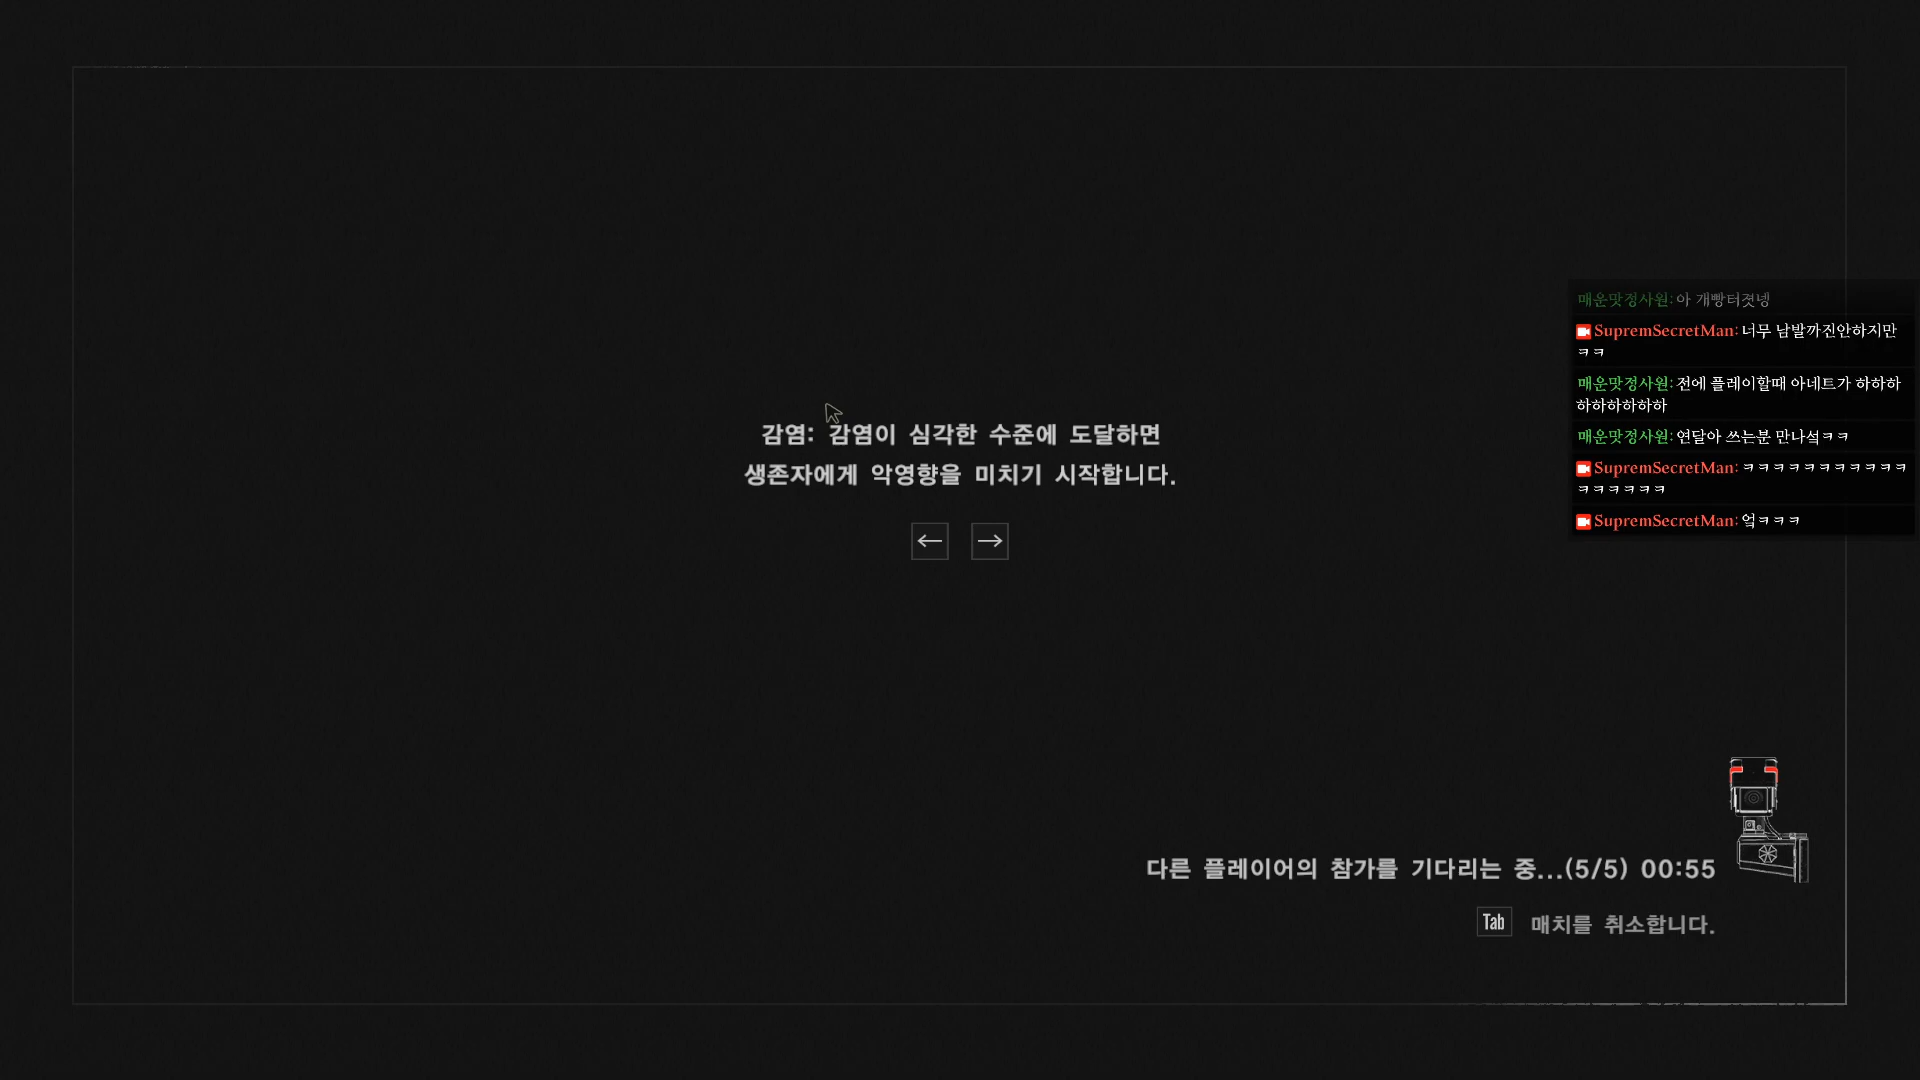 매운맛정사원: 아 개빵터졋넹
SupremSecretMan: 너무 남발까진안하지만
ㅋㅋ
매운맛정사원: 전에 플레이할때 아네트가 하하하
하하하하하하
매운맛정사원: 연달아 쓰는분 만나섴ㅋㅋ
SupremSecretMan: ㅋㅋㅋㅋㅋㅋㅋㅋㅋㅋㅋ
ㅋㅋㅋㅋㅋㅋ
SupremSecretMan: 엌ㅋㅋㅋ
감염: 감염이 심각한 수준에 도달하면
생존자에게 악영향을 미치기 시작합니다.
← →
다른 플레이어의 참가를 기다리는 중...(5/5) 00:55
Tab 매치를 취소합니다.